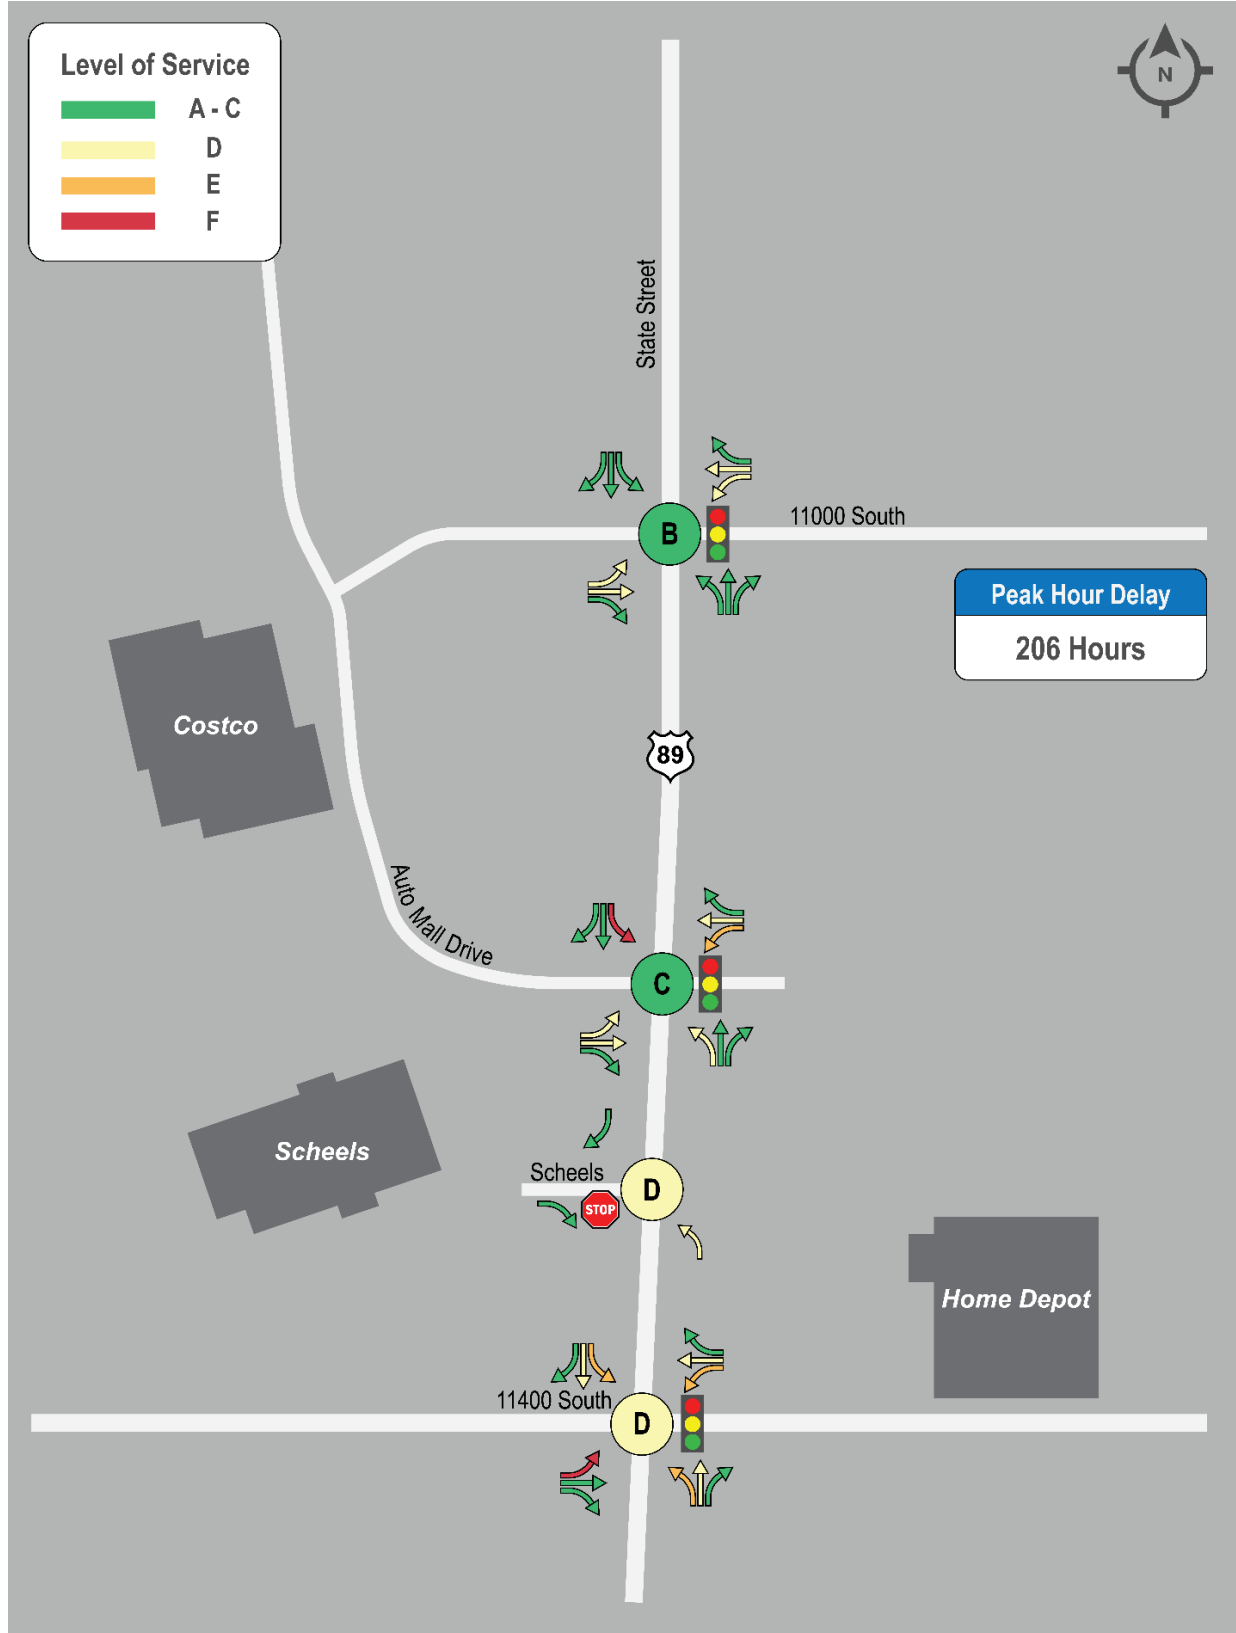 Level of Service
A - C
D
E
F
N
State Street
11000 South
B
Peak Hour Delay
206 Hours
Costco
89
Auto Mall Drive
C
Scheels
Scheels
D
STOP
Home Depot
11400 South
D